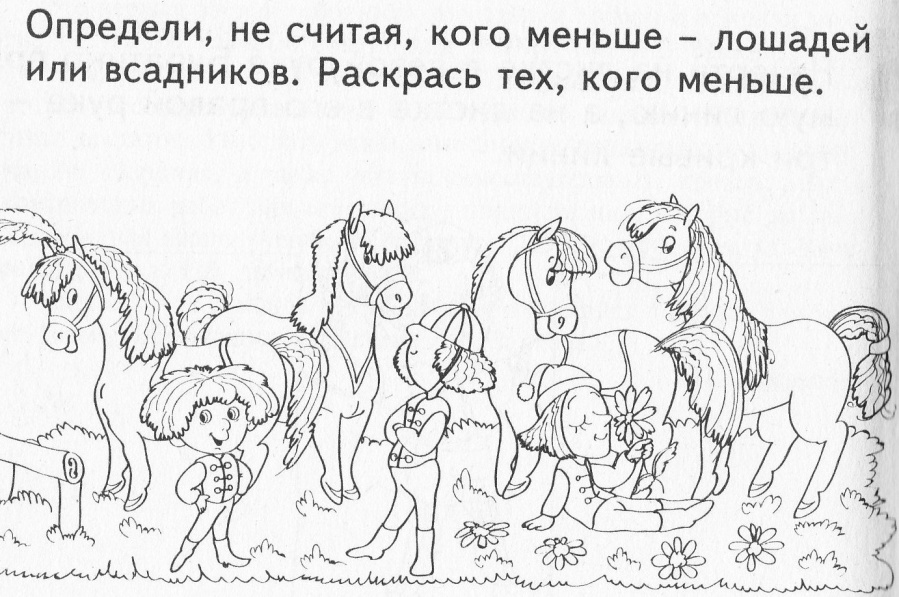 Определи, не считая, кого меньше – лошадей
или всадников. Раскрась тех, кого меньше.